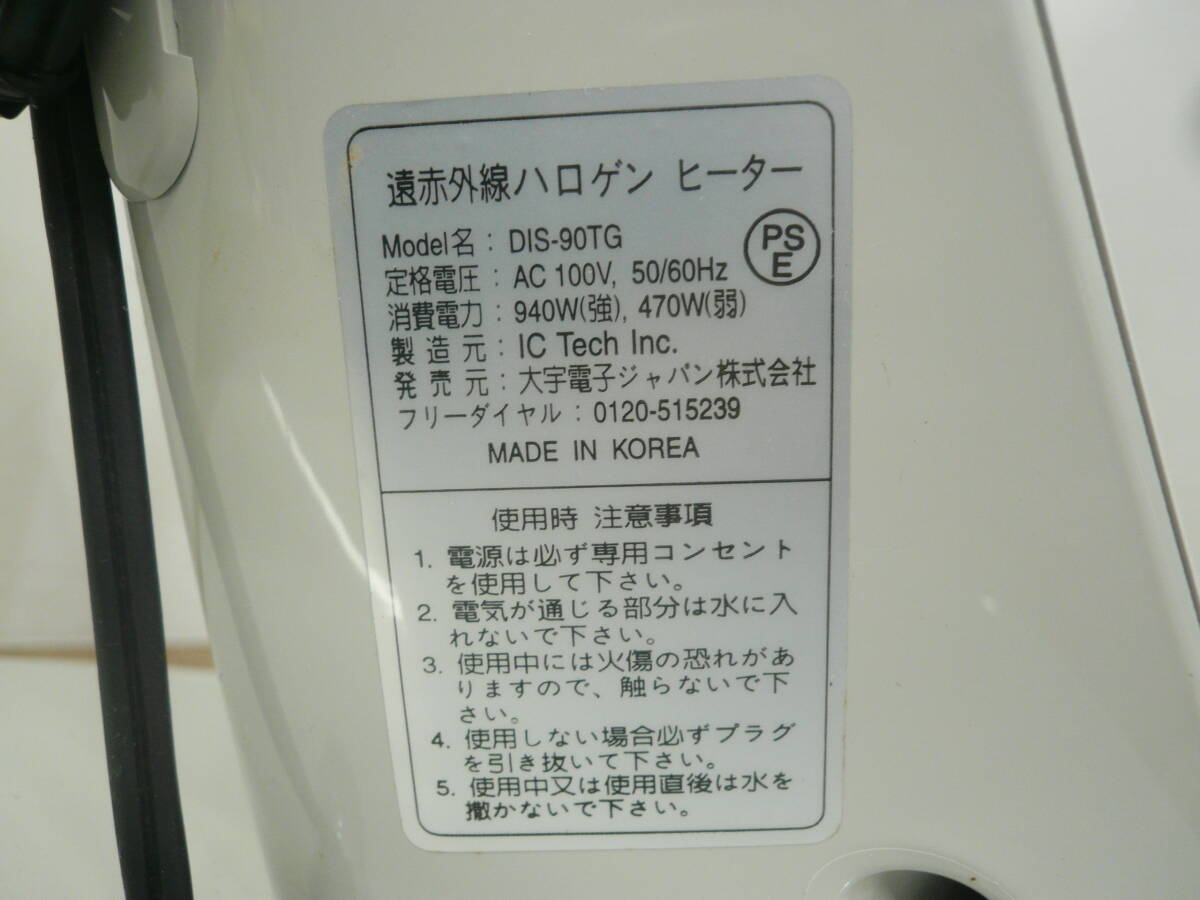 遠赤外線ハロゲン ヒーター
Model名 : DIS-90TG
PS
E
定格電圧 : AC 100V, 50/60Hz
消費電力 : 940W(強), 470W(弱)
製造元 : IC Tech Inc.
発売元 : 大宇電子ジャパン株式会社
フリーダイヤル : 0120-515239
MADE IN KOREA
使用時 注意事項
1. 電源は必ず専用コンセント
を使用して下さい。
2. 電気が通じる部分は水に入
れないで下さい。
3. 使用中には火傷の恐れがあ
りますので、触らないで下
さい。
4. 使用しない場合必ずプラグ
を引き抜いて下さい。
5. 使用中又は使用直後は水を
撒かないで下さい。